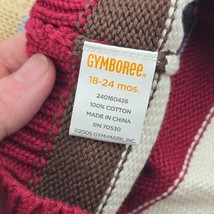 GYMBOREE®
18-24 mos.
240160428
100% COTTON
MADE IN CHINA
RN 70530
©2005 GYM-MARK, INC.